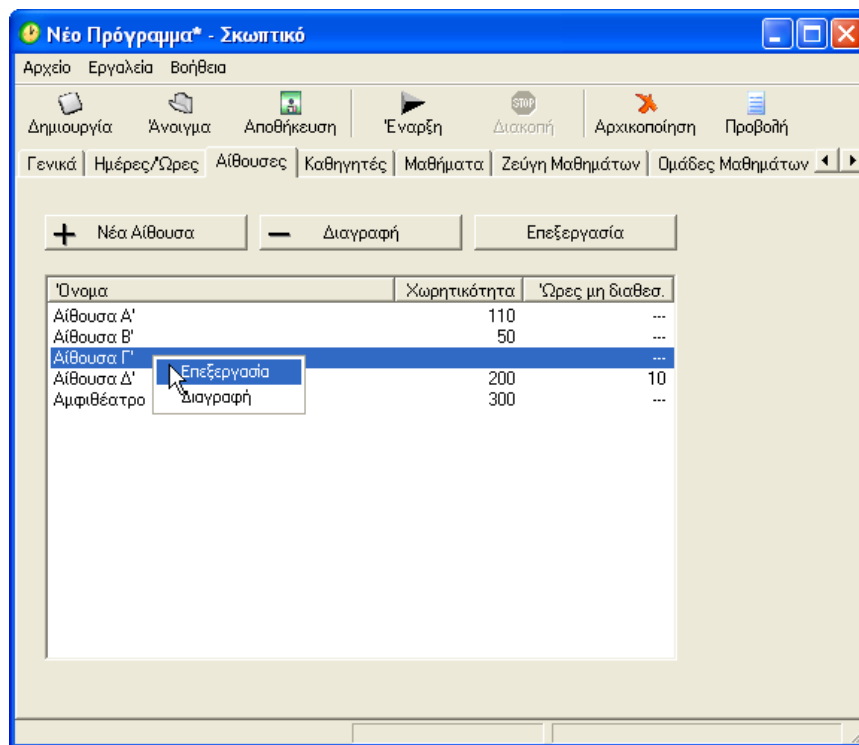 Νέο Πρόγραμμα* - Σκωπτικό
Αρχείο Εργαλεία Βοήθεια
Δημιουργία Άνοιγμα Αποθήκευση Έναρξη Διακοπή Αρχικοποίηση Προβολή
STOP
Γενικά Ημέρες/Ώρες Αίθουσες Καθηγητές Μαθήματα Ζεύγη Μαθημάτων Ομάδες Μαθημάτων
Νέα Αίθουσα Διαγραφή Επεξεργασία
Όνομα Χωρητικότητα Ώρες μη διαθεσ.
Αίθουσα Α' 110 ---
Αίθουσα Β' 50 ---
Αίθουσα Γ' ---
Επεξεργασία
Αίθουσα Δ' 200 10
Διαγραφή
Αμφιθέατρο 300 ---